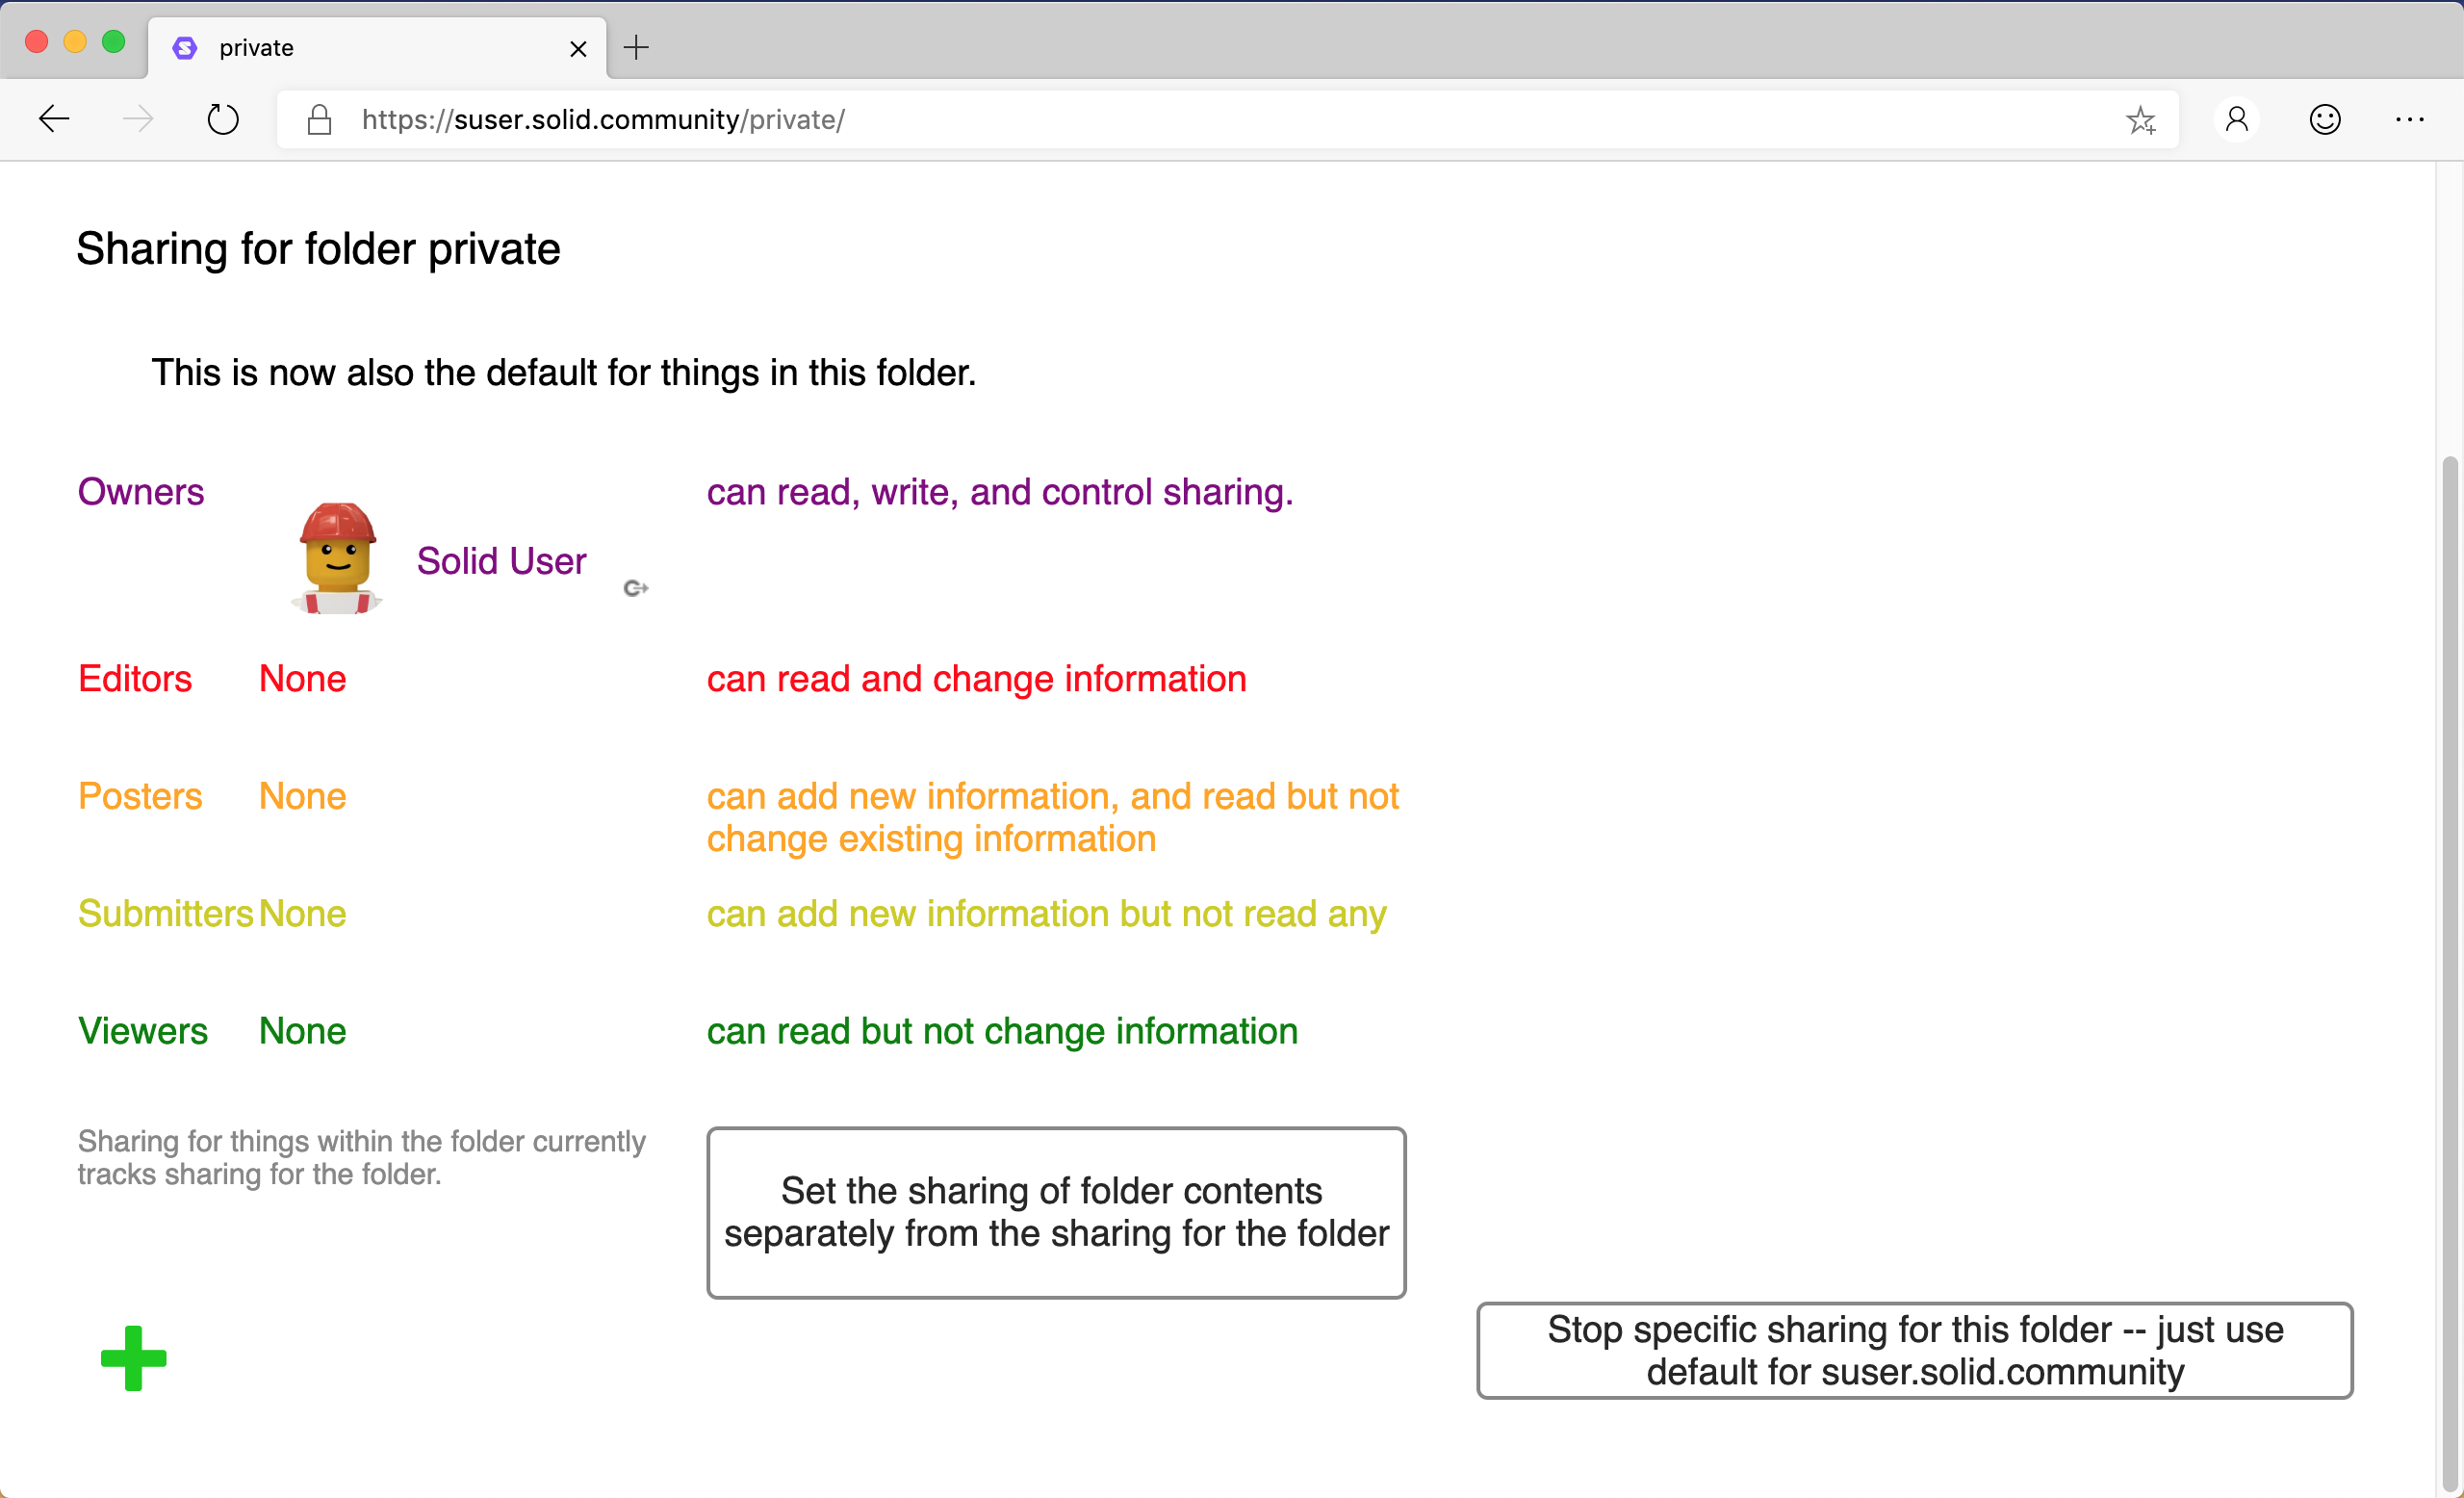 private
https://suser.solid.community/private/
Sharing for folder private
This is now also the default for things in this folder.
Owners can read, write, and control sharing.
Solid User
Editors None can read and change information
Posters None can add new information, and read but not
change existing information
Submitters None can add new information but not read any
Viewers None can read but not change information
Sharing for things within the folder currently
tracks sharing for the folder.
Set the sharing of folder contents
separately from the sharing for the folder
Stop specific sharing for this folder -- just use
default for suser.solid.community